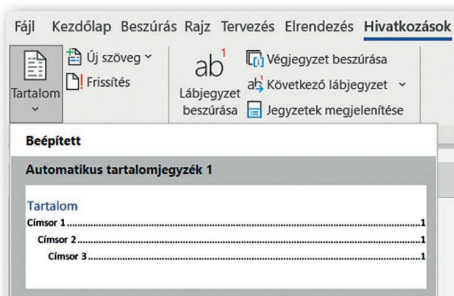 Fájl Kezdőlap Beszúrás Rajz Tervezés Elrendezés Hivatkozások
Tartalom
Új szöveg
Frissítés
ab¹
Lábjegyzet
beszúrása
Végjegyzet beszúrása
Következő lábjegyzet
Jegyzetek megjelenítése
Beépített
Automatikus tartalomjegyzék 1
Tartalom
Címsor 1........................................1
Címsor 2........................................1
Címsor 3........................................1